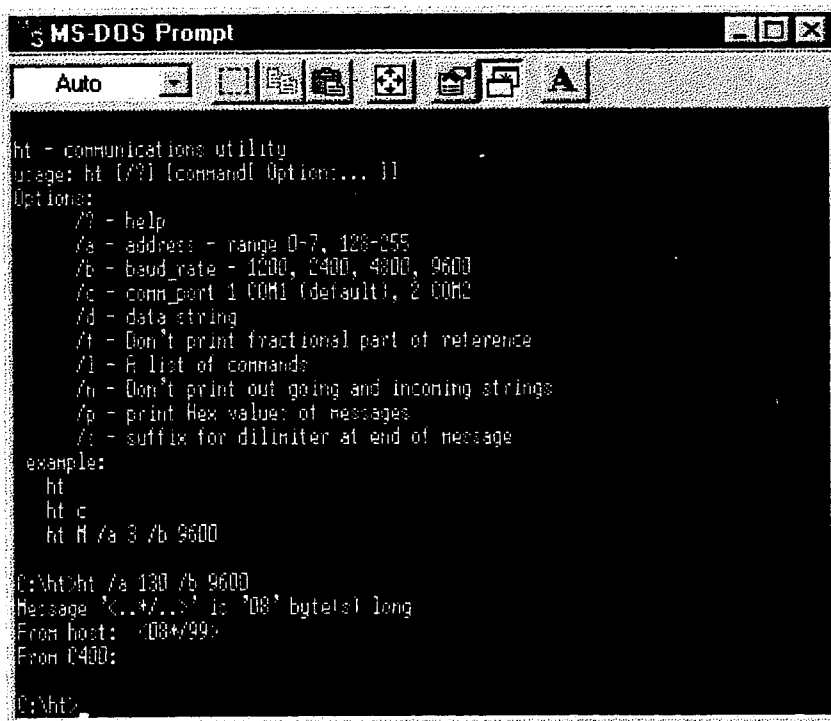 MS-DOS Prompt
Auto
A
ht - communications utility
usage: ht [/?] [command[ Options... ]]
Options:
/? - help
/a - address - range 0-7, 128-255
/b - baud_rate - 1200, 2400, 4800, 9600
/c - comm_port 1 COM1 (default), 2 COM2
/d - data string
/f - Don't print fractional part of reference
/l - A list of commands
/n - Don't print out going and incoming strings
/p - print Hex values of messages
/s - suffix for dilimiter at end of message
example:
ht
ht c
ht M /a 3 /b 9600
C:\ht>ht /a 130 /b 9600
Message '<..*/..>' is '08' byte(s) long
From host: <08*/99>
From C400:
C:\ht>